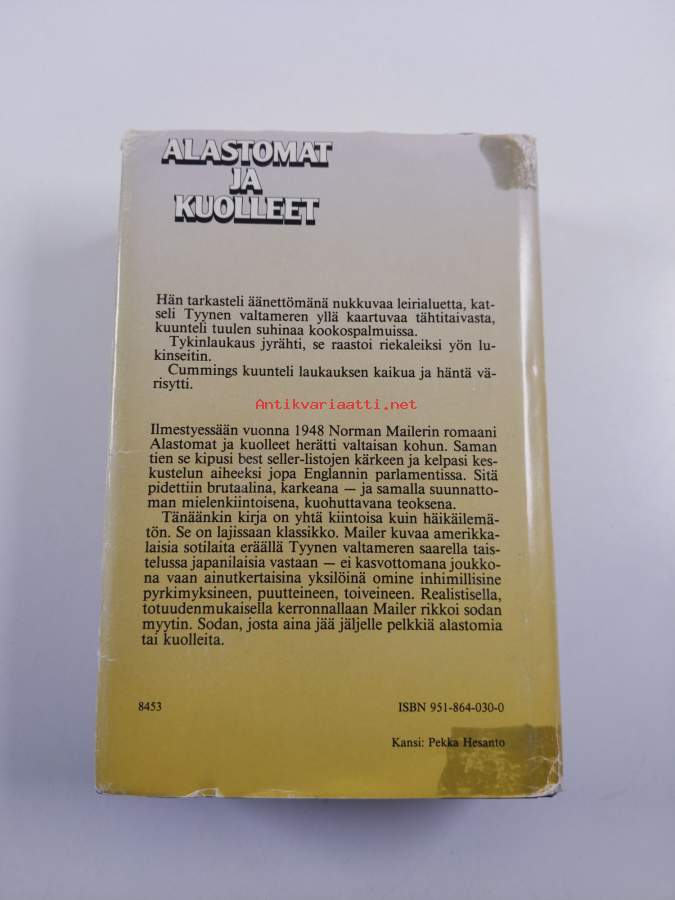 ALASTOMAT
JA
KUOLLEET
Hän tarkasteli äänettömänä nukkuvaa leirialuetta, kat-
seli Tyynen valtameren yllä kaartuvaa tähtitaivasta,
kuunteli tuulen suhinaa kookospalmuissa.
Tykinlaukaus jyrähti, se raastoi riekaleiksi yön lu-
kinseitin.
Cummings kuunteli laukauksen kaikua ja häntä vä-
risytti.
Antikvariaatti.net
Ilmestyessään vuonna 1948 Norman Mailerin romaani
Alastomat ja kuolleet herätti valtaisan kohun. Saman
tien se kipusi best seller-listojen kärkeen ja kelpasi kes-
kustelun aiheeksi jopa Englannin parlamentissa. Sitä
pidettiin brutaalina, karkeana — ja samalla suunnatto-
man mielenkiintoisena, kuohuttavana teoksena.
Tänäänkin kirja on yhtä kiintoisa kuin häikäilemä-
tön. Se on lajissaan klassikko. Mailer kuvaa amerikka-
laisia sotilaita eräällä Tyynen valtameren saarella tais-
telussa japanilaisia vastaan — ei kasvottomana joukko-
na vaan ainutkertaisina yksilöinä omine inhimillisine
pyrkimyksineen, puutteineen, toiveineen. Realistisella,
totuudenmukaisella kerronnallaan Mailer rikkoi sodan
myytin. Sodan, josta aina jää jäljelle pelkkiä alastomia
tai kuolleita.
8453
ISBN 951-864-030-0
Kansi: Pekka Hesanto